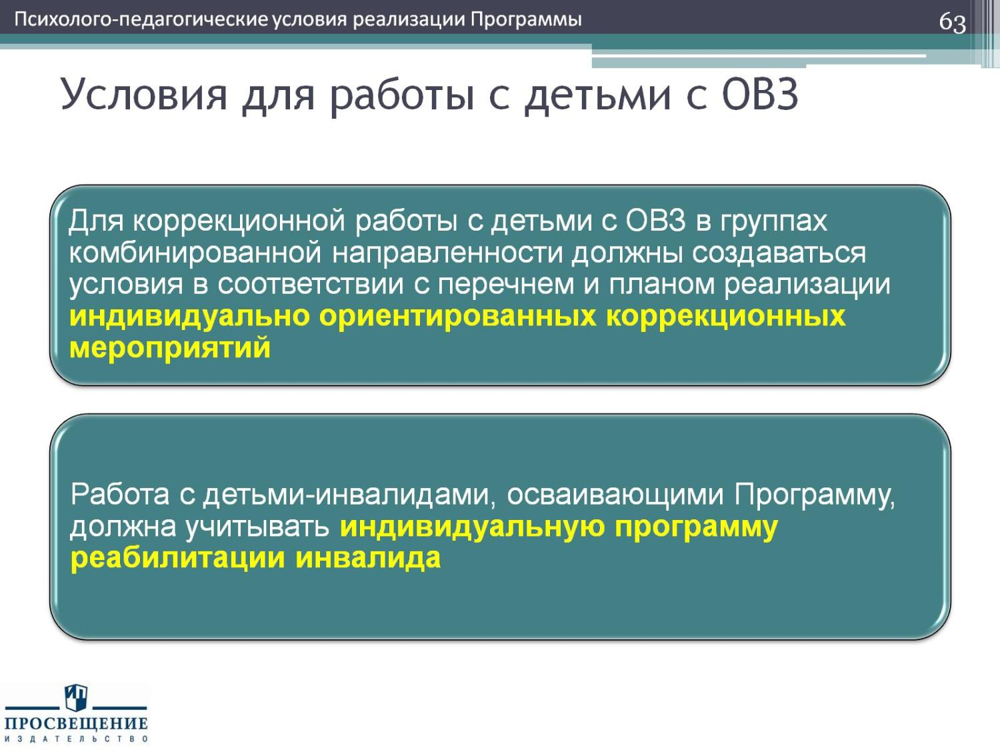 Психолого-педагогические условия реализации Программы
63
Условия для работы с детьми с ОВЗ
Для коррекционной работы с детьми с ОВЗ в группах
комбинированной направленности должны создаваться
условия в соответствии с перечнем и планом реализации
индивидуально ориентированных коррекционных
мероприятий
Работа с детьми-инвалидами, осваивающими Программу,
должна учитывать индивидуальную программу
реабилитации инвалида
ИП
ПРОСВЕЩЕНИЕ
ИЗДАТЕЛЬСТВО